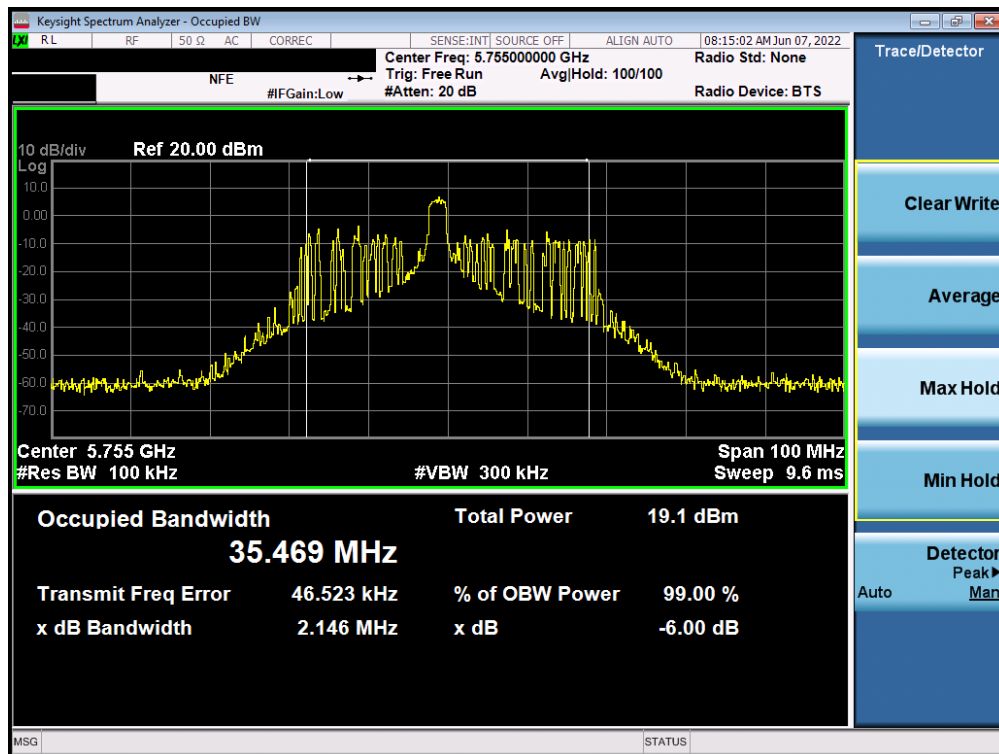 Keysight Spectrum Analyzer - Occupied BW
LXI RL RF 50 Ω AC CORREC SENSE:INT SOURCE OFF ALIGN AUTO 08:15:02 AM Jun 07, 2022
Center Freq: 5.755000000 GHz Radio Std: None
NFE Trig: Free Run Avg|Hold: 100/100
#IFGain:Low #Atten: 20 dB Radio Device: BTS
Trace/Detector
10 dB/div Ref 20.00 dBm
Log
10.0
0.00
-10.0
-20.0
-30.0
-40.0
-50.0
-60.0
-70.0
Center 5.755 GHz Span 100 MHz
#Res BW 100 kHz #VBW 300 kHz Sweep 9.6 ms
Occupied Bandwidth Total Power 19.1 dBm
35.469 MHz
Transmit Freq Error 46.523 kHz % of OBW Power 99.00 %
x dB Bandwidth 2.146 MHz x dB -6.00 dB
Clear Write
Average
Max Hold
Min Hold
Detector
Peak▶
Auto Man
MSG STATUS